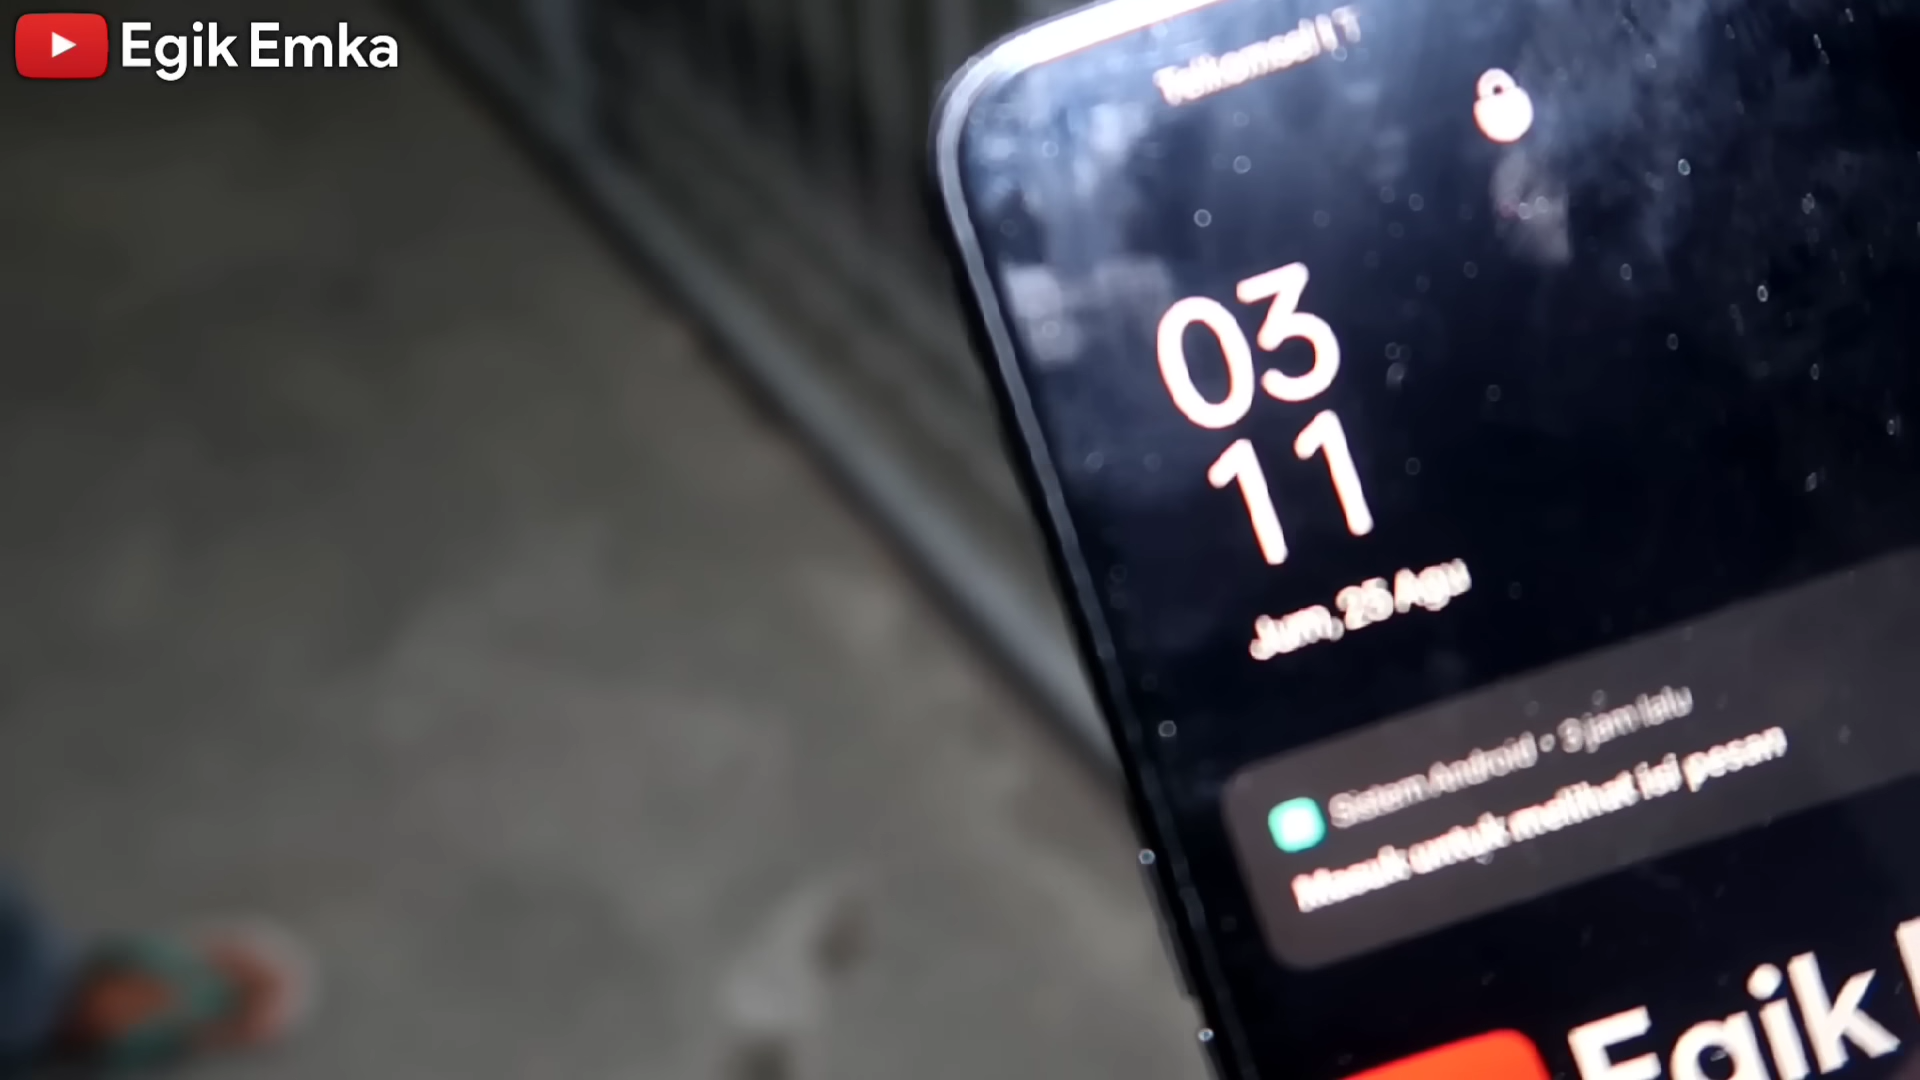 Egik Emka
Telkomsel | T
03
11
Jum, 25 Agu
Sistem Android • 3 jam lalu
Masuk untuk melihat isi pesan
Egik